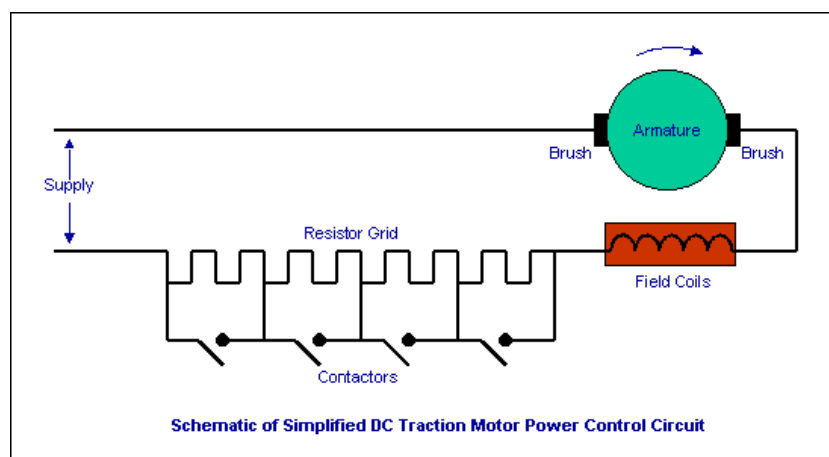 Armature
Brush
Brush
Supply
Resistor Grid
Field Coils
Contactors
Schematic of Simplified DC Traction Motor Power Control Circuit